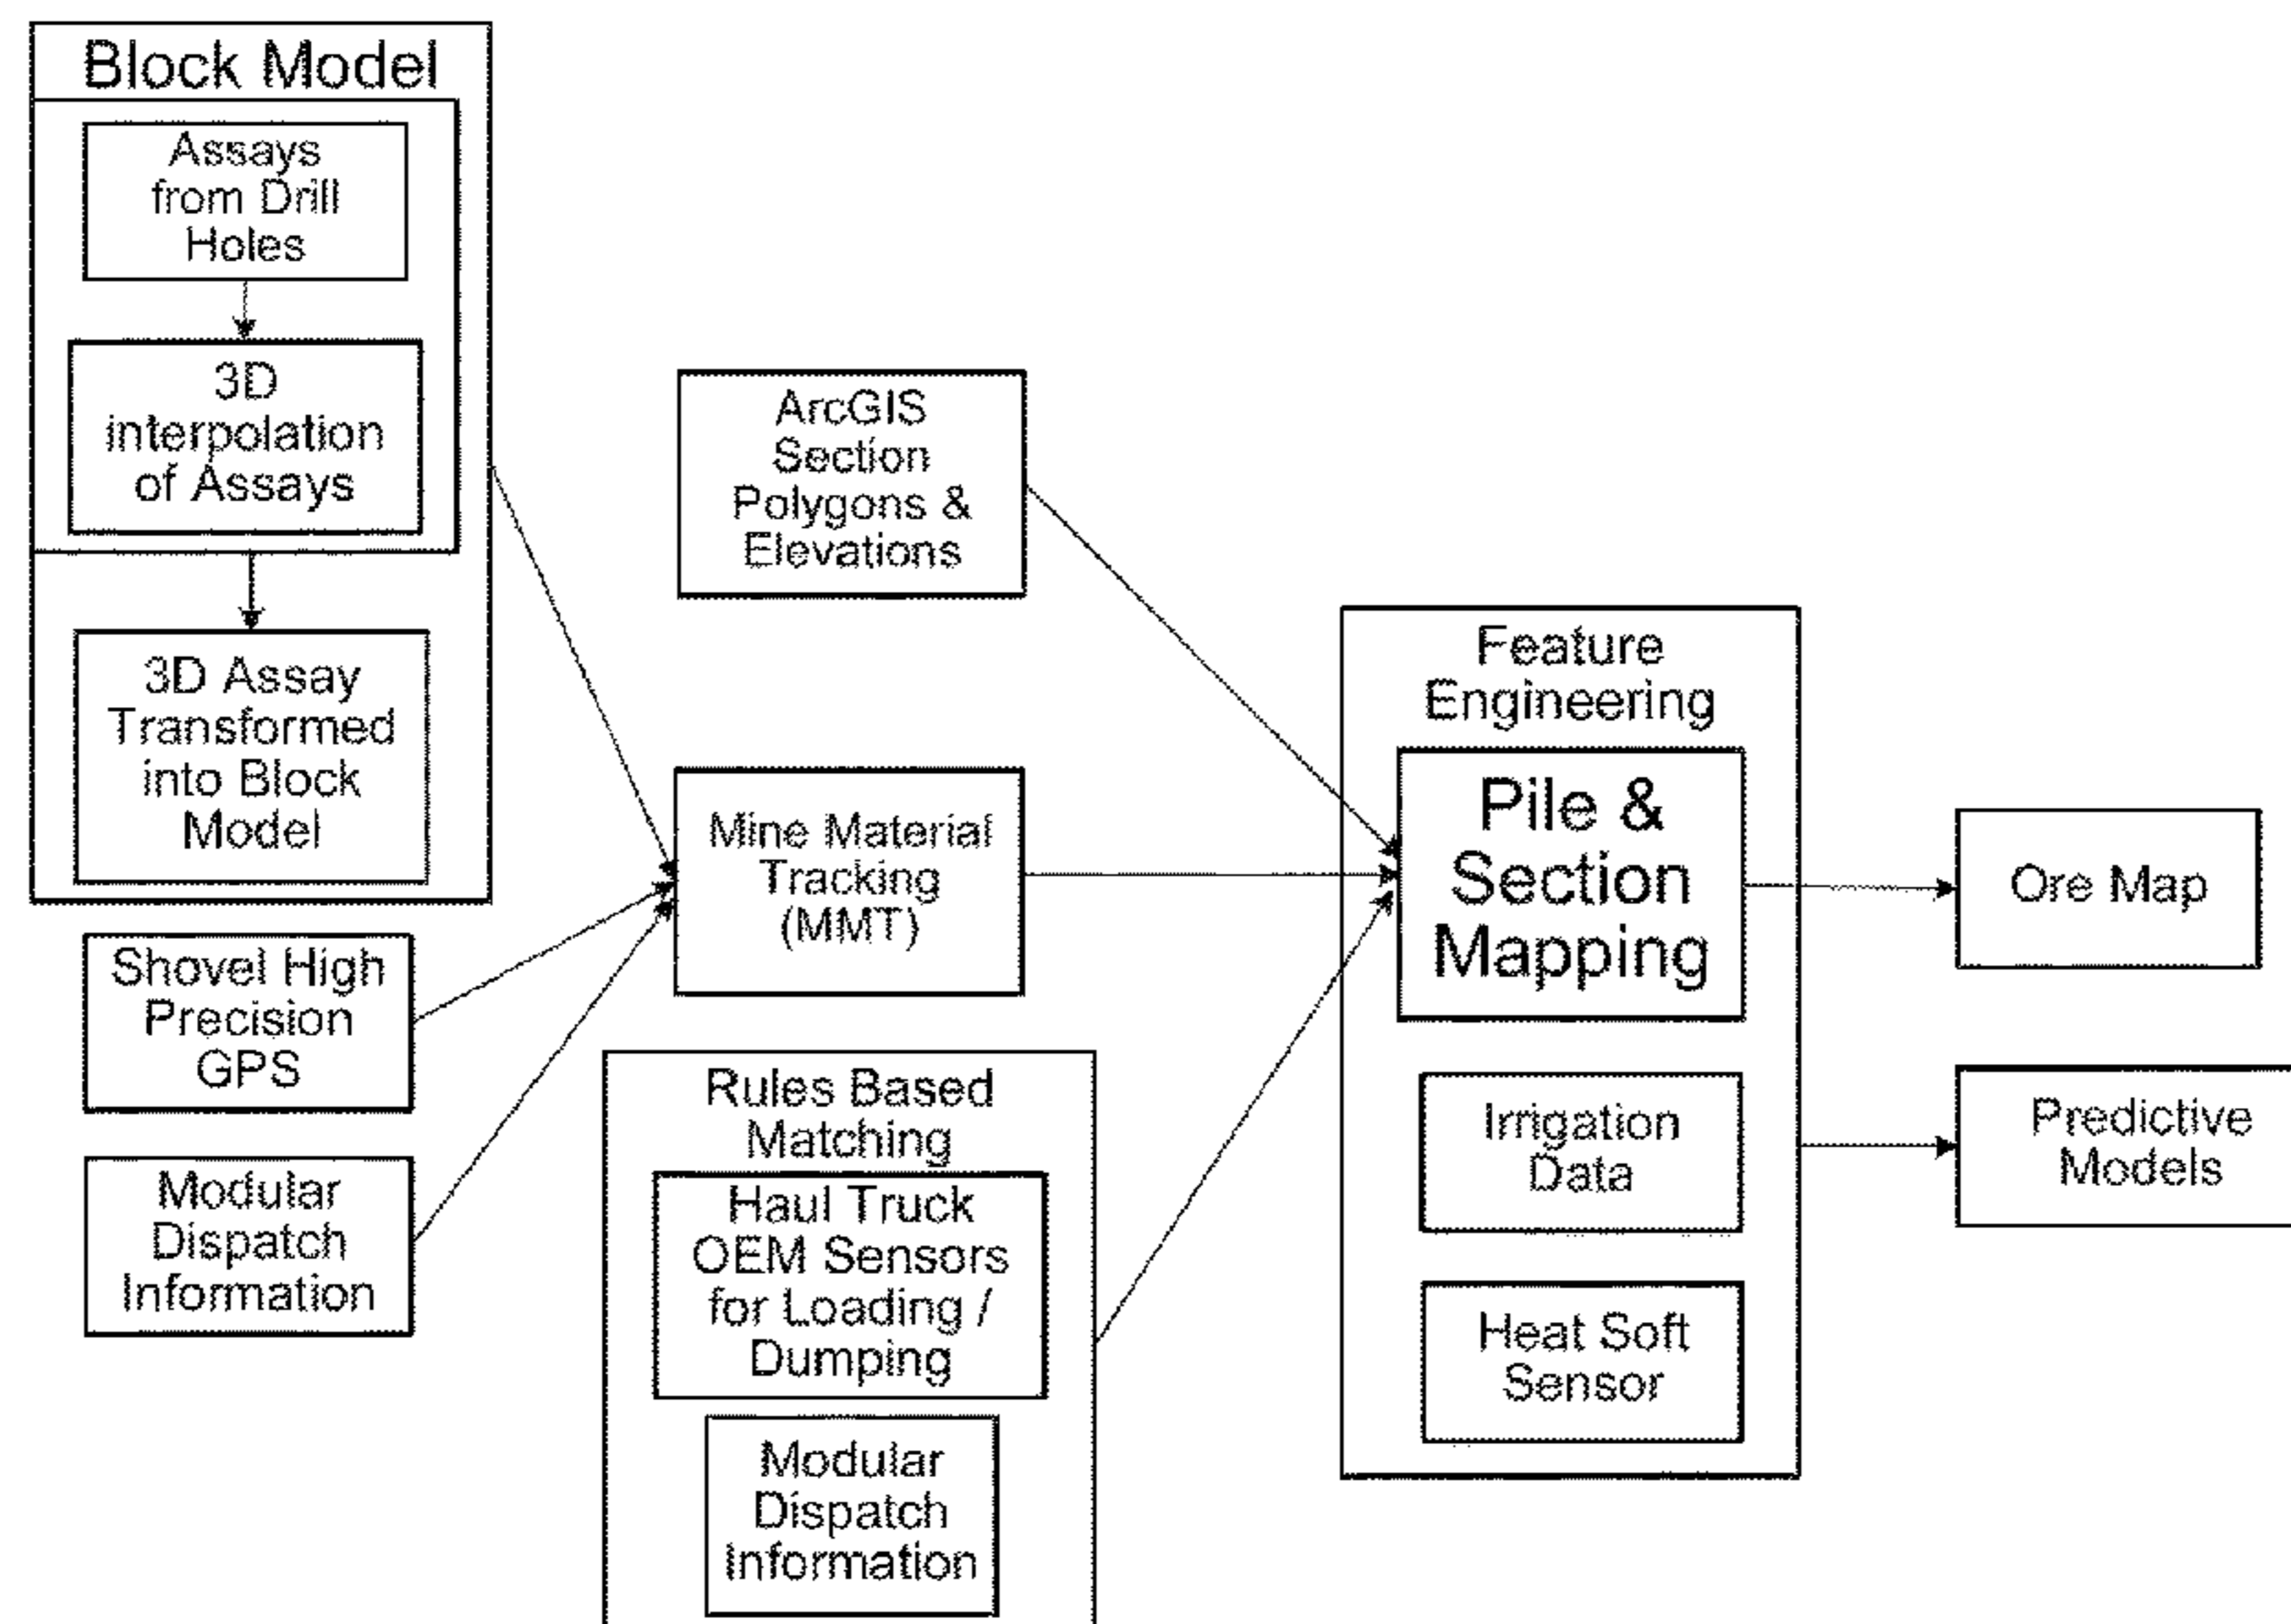 Block Model
Assays
from Drill
Holes
3D
interpolation
of Assays
3D Assay
Transformed
into Block
Model
Shovel High
Precision
GPS
Modular
Dispatch
Information
ArcGIS
Section
Polygons &
Elevations
Mine Material
Tracking
(MMT)
Rules Based
Matching
Haul Truck
OEM Sensors
for Loading /
Dumping
Modular
Dispatch
Information
Feature
Engineering
Pile &
Section
Mapping
Irrigation
Data
Heat Soft
Sensor
Ore Map
Predictive
Models